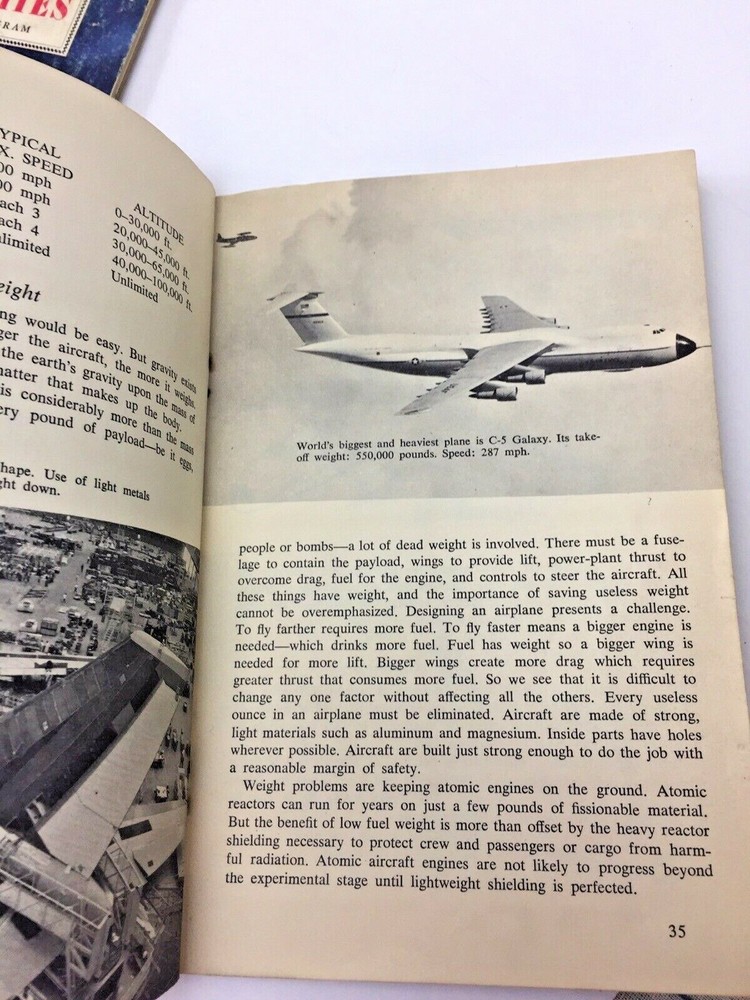 RAM
YPICAL
X. SPEED
00 mph
00 mph
ach 3
ach 4
limited
ALTITUDE
0–30,000 ft.
20,000–45,000 ft.
30,000–65,000 ft.
40,000–100,000 ft.
Unlimited
eight
ng would be easy. But gravity exists
ger the aircraft, the more it weighs.
the earth's gravity upon the mass of
matter that makes up the body.
is considerably more than the mass
ery pound of payload—be it eggs,
hape. Use of light metals
ght down.
World's biggest and heaviest plane is C-5 Galaxy. Its take-
off weight: 550,000 pounds. Speed: 287 mph.
people or bombs—a lot of dead weight is involved. There must be a fuse-
lage to contain the payload, wings to provide lift, power-plant thrust to
overcome drag, fuel for the engine, and controls to steer the aircraft. All
these things have weight, and the importance of saving useless weight
cannot be overemphasized. Designing an airplane presents a challenge.
To fly farther requires more fuel. To fly faster means a bigger engine is
needed—which drinks more fuel. Fuel has weight so a bigger wing is
needed for more lift. Bigger wings create more drag which requires
greater thrust that consumes more fuel. So we see that it is difficult to
change any one factor without affecting all the others. Every useless
ounce in an airplane must be eliminated. Aircraft are made of strong,
light materials such as aluminum and magnesium. Inside parts have holes
wherever possible. Aircraft are built just strong enough to do the job with
a reasonable margin of safety.
Weight problems are keeping atomic engines on the ground. Atomic
reactors can run for years on just a few pounds of fissionable material.
But the benefit of low fuel weight is more than offset by the heavy reactor
shielding necessary to protect crew and passengers or cargo from harm-
ful radiation. Atomic aircraft engines are not likely to progress beyond
the experimental stage until lightweight shielding is perfected.
35